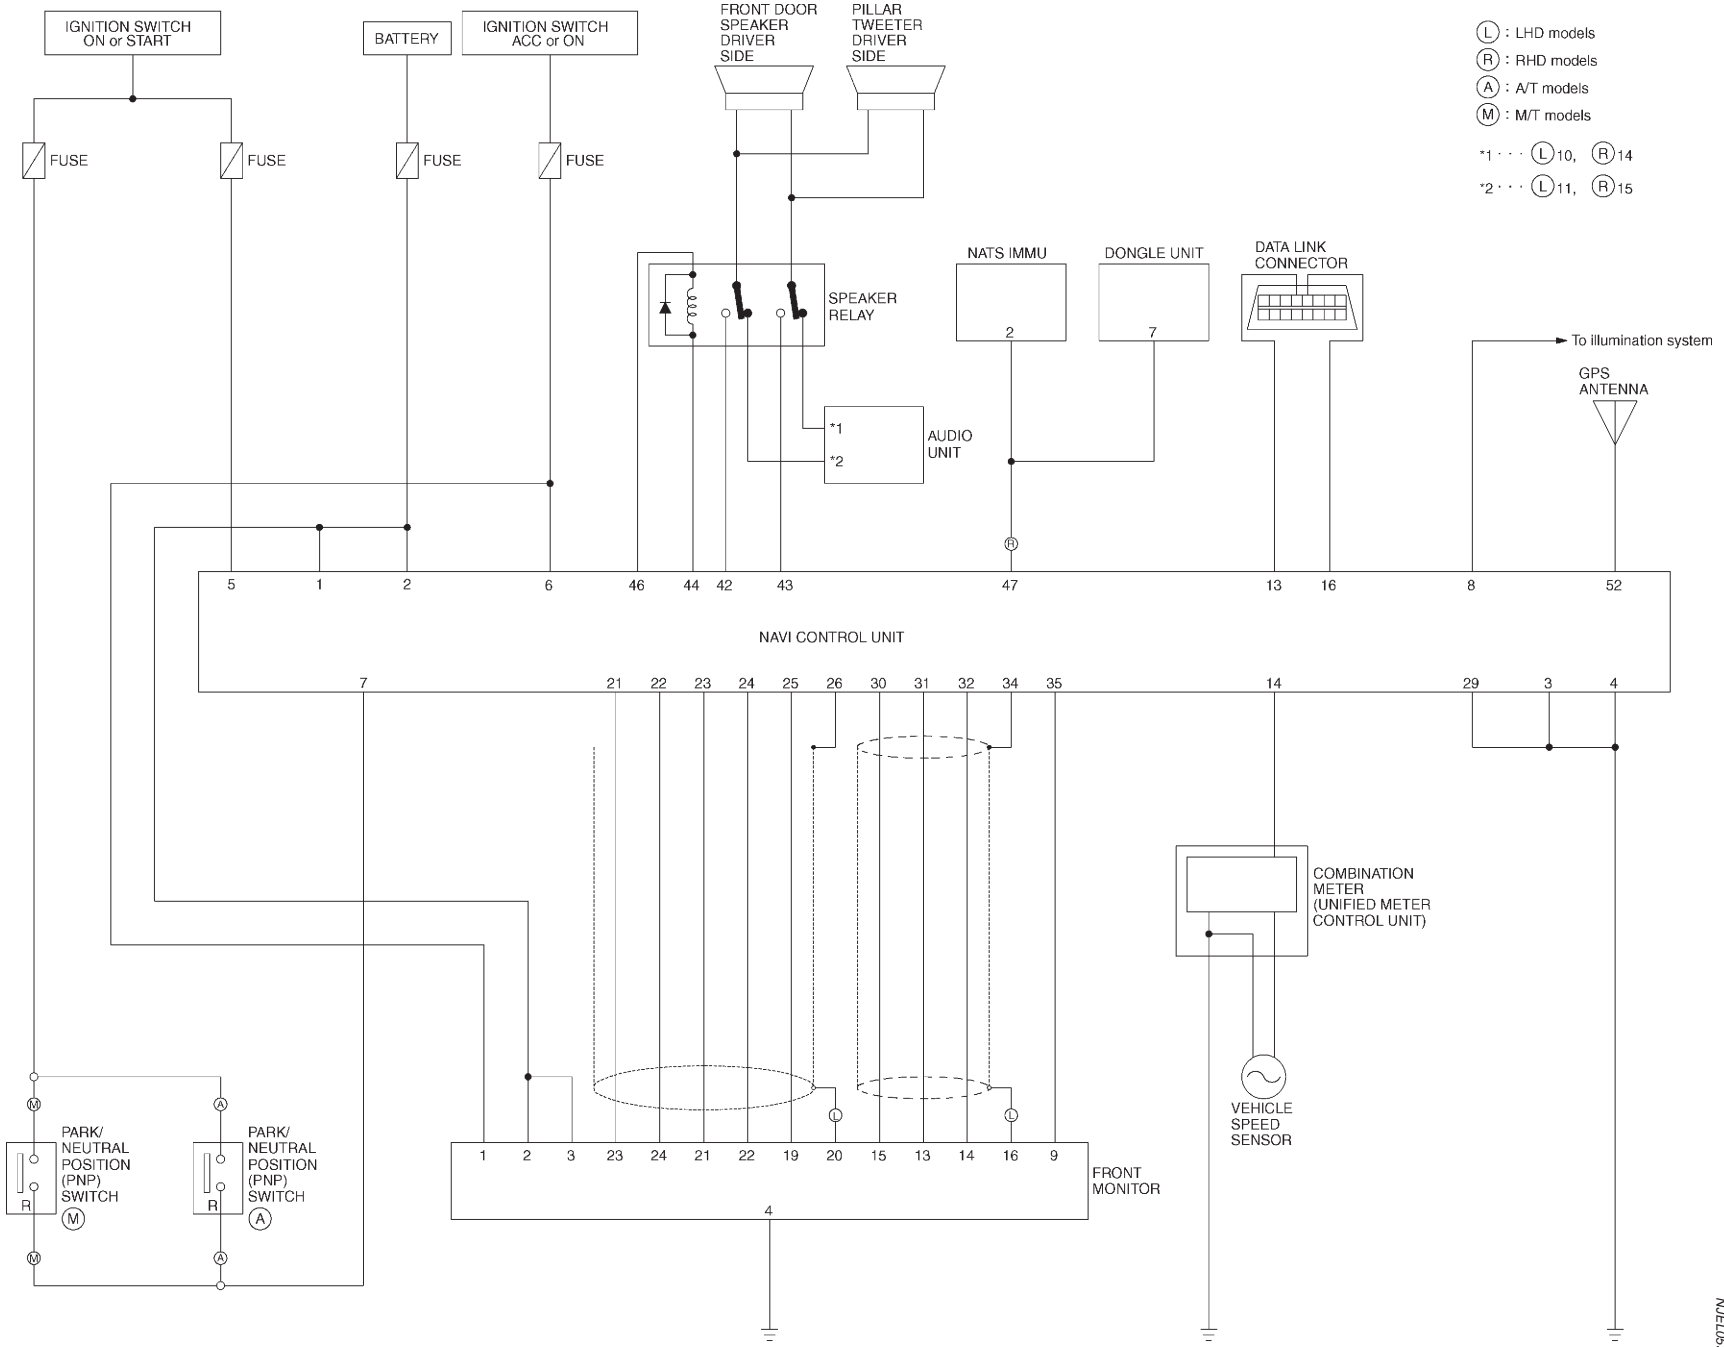 IGNITION SWITCH
ON or START
BATTERY
IGNITION SWITCH
ACC or ON
FRONT DOOR
SPEAKER
DRIVER
SIDE
PILLAR
TWEETER
DRIVER
SIDE
L : LHD models
R : RHD models
A : A/T models
M : M/T models
*1 · · · L 10, R 14
*2 · · · L 11, R 15
FUSE
FUSE
FUSE
FUSE
SPEAKER
RELAY
NATS IMMU
2
DONGLE UNIT
7
DATA LINK
CONNECTOR
To illumination system
GPS
ANTENNA
*1
*2
AUDIO
UNIT
R
5 1 2 6 46 44 42 43 47 13 16 8 52
NAVI CONTROL UNIT
7 21 22 23 24 25 26 30 31 32 34 35 14 29 3 4
COMBINATION
METER
(UNIFIED METER
CONTROL UNIT)
VEHICLE
SPEED
SENSOR
M
A
L
L
PARK/
NEUTRAL
POSITION
(PNP)
SWITCH
M
R
PARK/
NEUTRAL
POSITION
(PNP)
SWITCH
A
R
M
A
1 2 3 23 24 21 22 19 20 15 13 14 16 9
4
FRONT
MONITOR